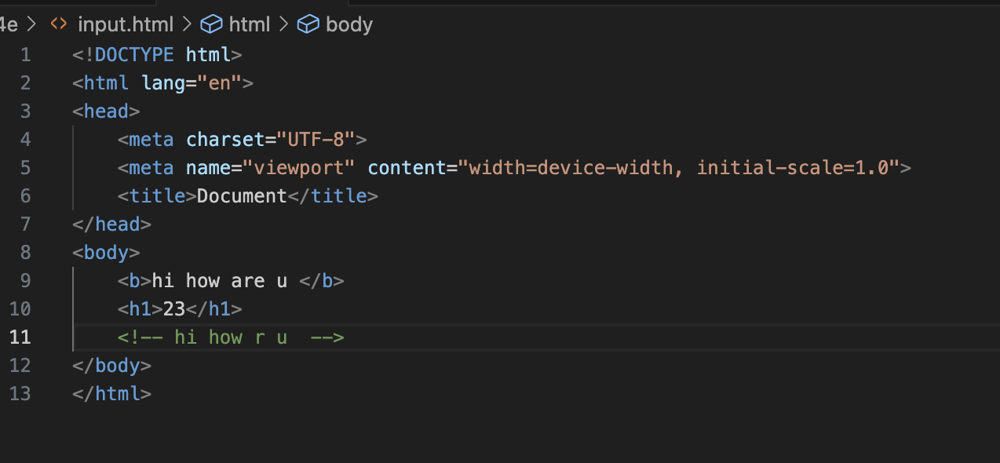 4e > <> input.html > html > body
1 <!DOCTYPE html>
2 <html lang="en">
3 <head>
4     <meta charset="UTF-8">
5     <meta name="viewport" content="width=device-width, initial-scale=1.0">
6     <title>Document</title>
7 </head>
8 <body>
9     <b>hi how are u </b>
10     <h1>23</h1>
11     <!-- hi how r u  -->
12 </body>
13 </html>